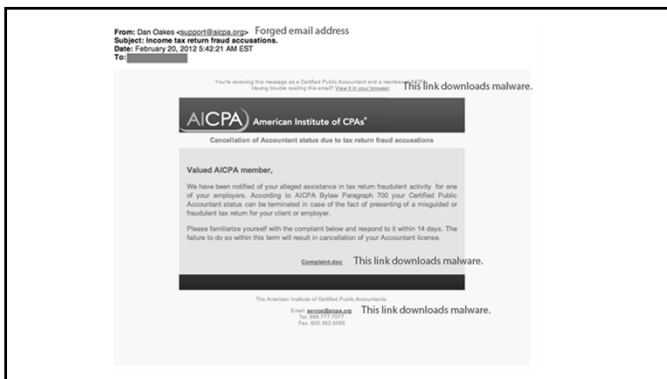 From: Dan Oakes <support@aicpa.org> Forged email address
Subject: Income tax return fraud accusations.
Date: February 20, 2012 5:42:21 AM EST
To:
You're receiving this message as a Certified Public Accountant and a member of AICPA.
Having trouble reading this email? View it in your browser. This link downloads malware.
AICPA American Institute of CPAs®
Cancellation of Accountant status due to tax return fraud accusations
Valued AICPA member,
We have been notified of your alleged assistance in tax return fraudulent activity for one
of your employers. According to AICPA Bylaw Paragraph 700 your Certified Public
Accountant status can be terminated in case of the fact of presenting of a misguided or
fraudulent tax return for your client or employer.
Please familiarize yourself with the complaint below and respond to it within 14 days. The
failure to do so within this term will result in cancellation of your Accountant license.
Complaint.doc This link downloads malware.
The American Institute of Certified Public Accountants.
Email: service@aicpa.org This link downloads malware.
Tel. 888.777.7077
Fax. 800.362.5066